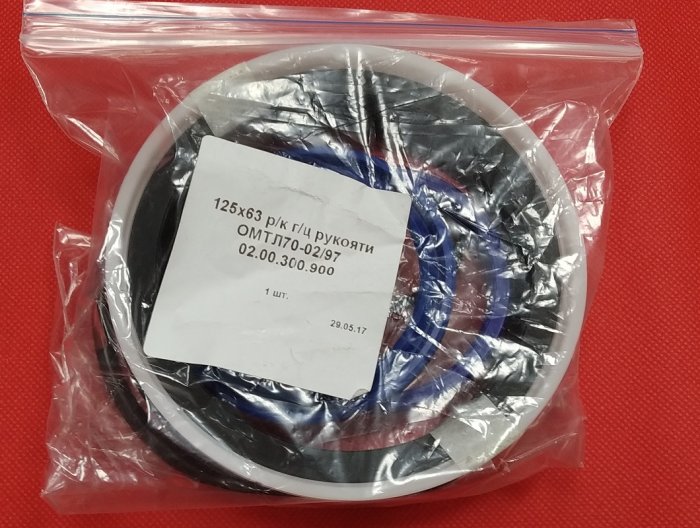 125х63 р/к г/ц рукояти
ОМТЛ70-02/97
02.00.300.900
1 шт.
29.05.17